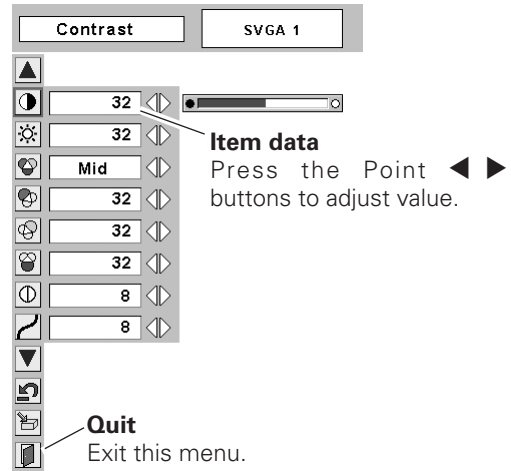 Contrast SVGA 1
32
32
Mid
32
32
32
8
8
Item data
Press the Point ◀ ▶
buttons to adjust value.
Quit
Exit this menu.